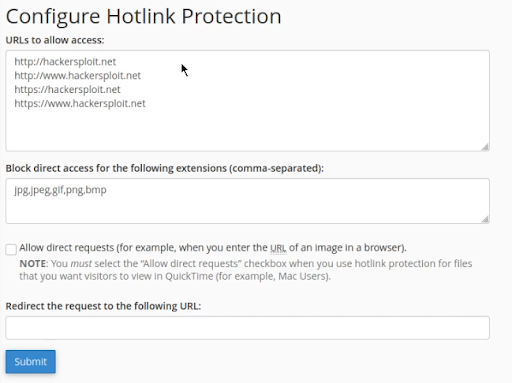 Configure Hotlink Protection
URLs to allow access:
http://hackersploit.net
http://www.hackersploit.net
https://hackersploit.net
https://www.hackersploit.net
Block direct access for the following extensions (comma-separated):
jpg,jpeg,gif,png,bmp
Allow direct requests (for example, when you enter the URL of an image in a browser).
NOTE: You must select the “Allow direct requests” checkbox when you use hotlink protection for files
that you want visitors to view in QuickTime (for example, Mac Users).
Redirect the request to the following URL:
Submit